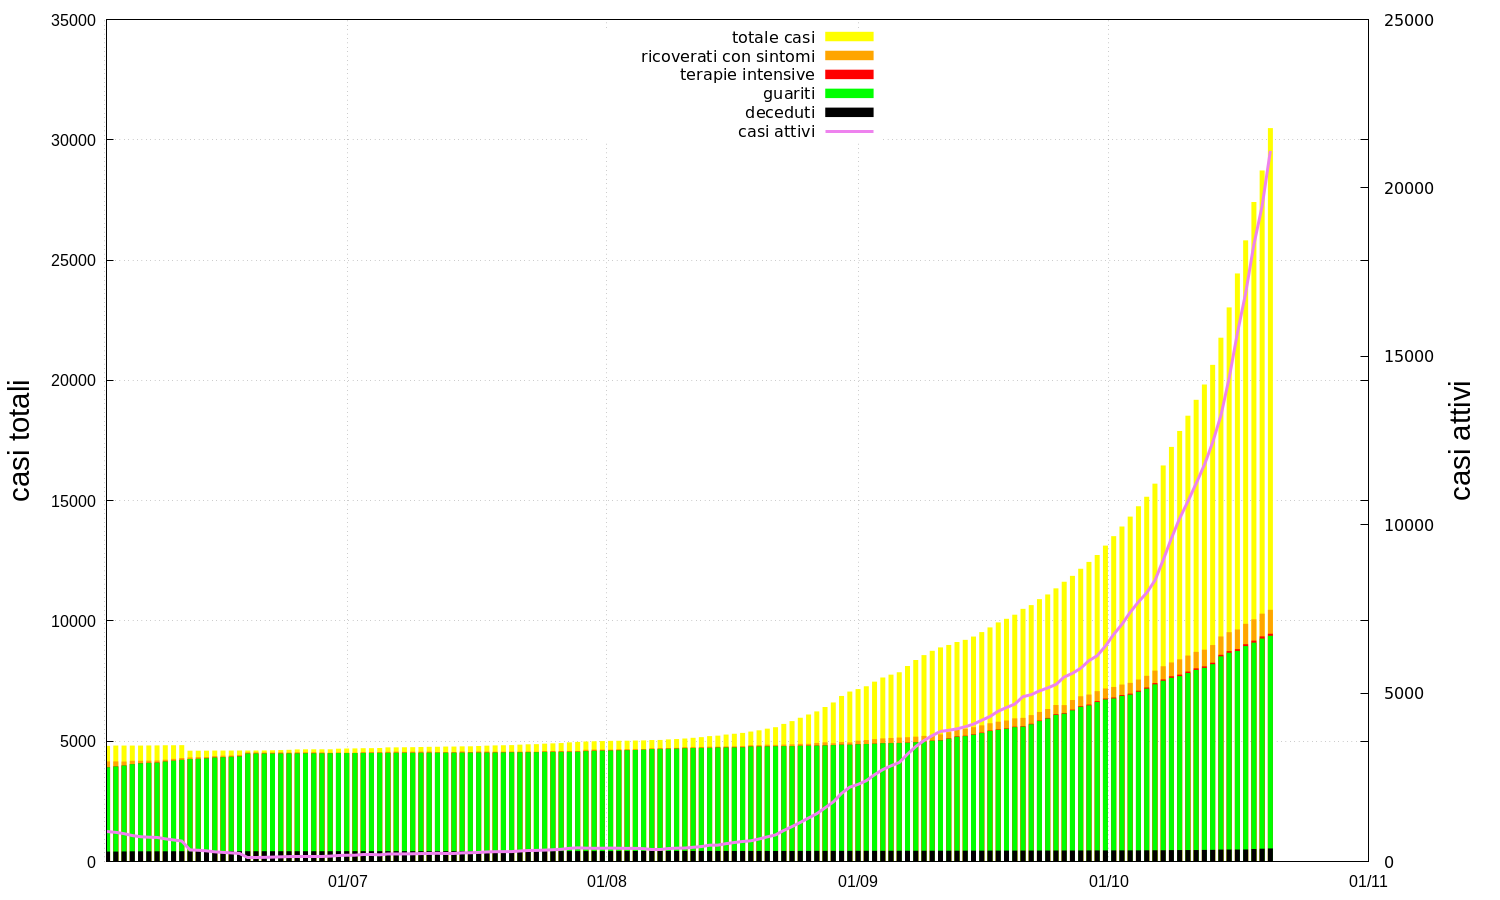 totale casi
ricoverati con sintomi
terapie intensive
guariti
deceduti
casi attivi
casi totali
35000
30000
25000
20000
15000
10000
5000
0
25000
20000
15000
10000
5000
0
casi attivi
01/07
01/08
01/09
01/10
01/11